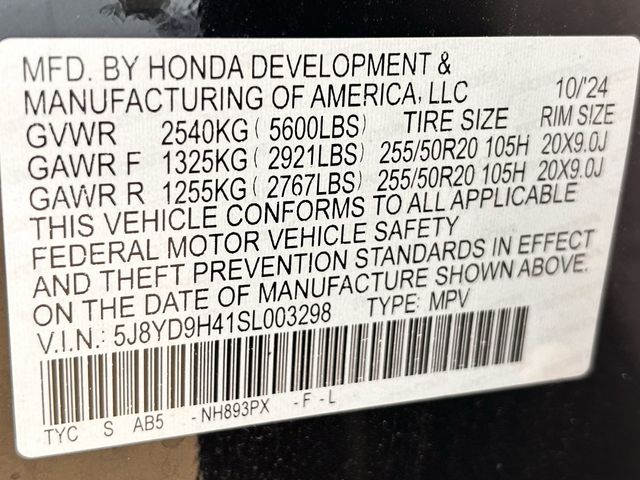 MFD. BY HONDA DEVELOPMENT &
MANUFACTURING OF AMERICA, LLC 10/'24
GVWR 2540KG ( 5600LBS) TIRE SIZE RIM SIZE
GAWR F 1325KG ( 2921LBS) 255/50R20 105H 20X9.0J
GAWR R 1255KG ( 2767LBS) 255/50R20 105H 20X9.0J
THIS VEHICLE CONFORMS TO ALL APPLICABLE
FEDERAL MOTOR VEHICLE SAFETY
AND THEFT PREVENTION STANDARDS IN EFFECT
ON THE DATE OF MANUFACTURE SHOWN ABOVE.
V.I.N.: 5J8YD9H41SL003298 TYPE: MPV
TYC S AB5 -NH893PX -F-L